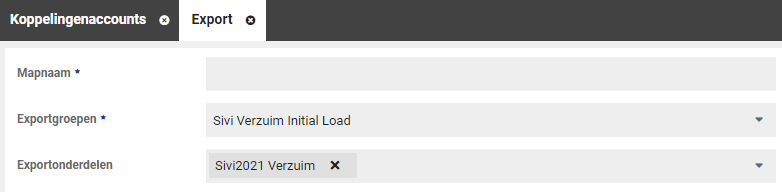 Koppelingenaccounts Export
Mapnaam *
Exportgroepen * Sivi Verzuim Initial Load
Exportonderdelen Sivi2021 Verzuim